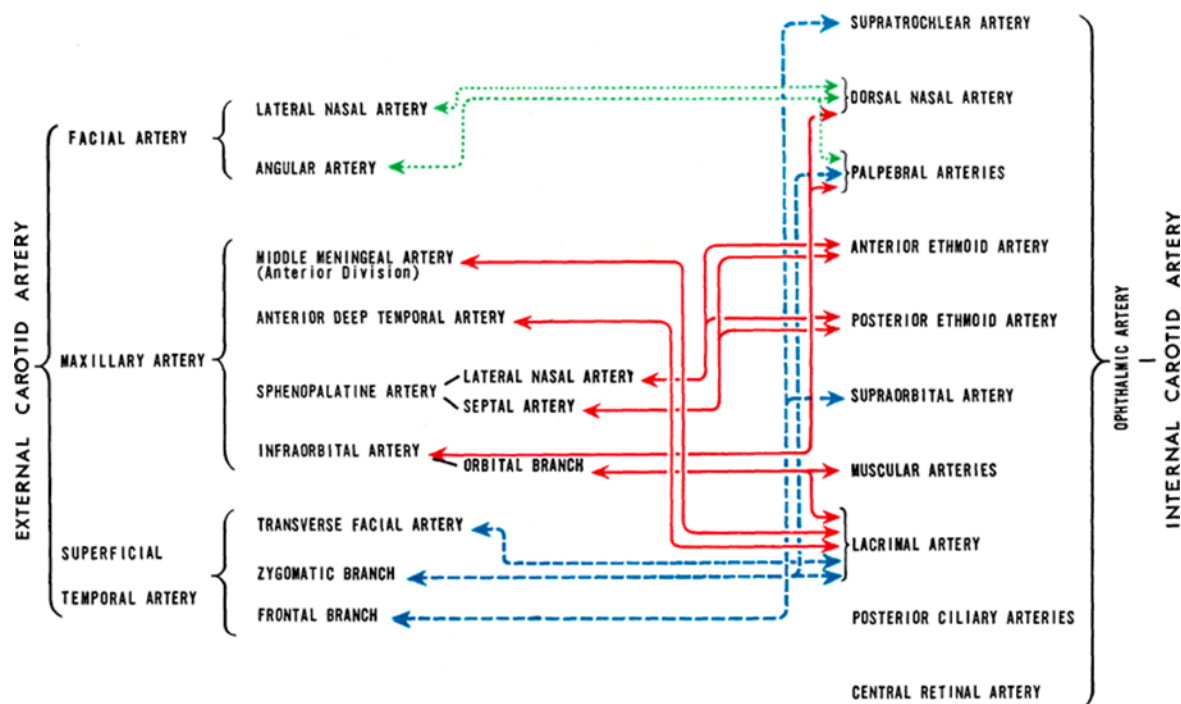 EXTERNAL CAROTID ARTERY
FACIAL ARTERY
LATERAL NASAL ARTERY
ANGULAR ARTERY
MAXILLARY ARTERY
MIDDLE MENINGEAL ARTERY
(Anterior Division)
ANTERIOR DEEP TEMPORAL ARTERY
SPHENOPALATINE ARTERY
LATERAL NASAL ARTERY
SEPTAL ARTERY
INFRAORBITAL ARTERY
ORBITAL BRANCH
SUPERFICIAL
TEMPORAL ARTERY
TRANSVERSE FACIAL ARTERY
ZYGOMATIC BRANCH
FRONTAL BRANCH
SUPRATROCHLEAR ARTERY
DORSAL NASAL ARTERY
PALPEBRAL ARTERIES
ANTERIOR ETHMOID ARTERY
POSTERIOR ETHMOID ARTERY
SUPRAORBITAL ARTERY
MUSCULAR ARTERIES
LACRIMAL ARTERY
POSTERIOR CILIARY ARTERIES
CENTRAL RETINAL ARTERY
OPHTHALMIC ARTERY
INTERNAL CAROTID ARTERY